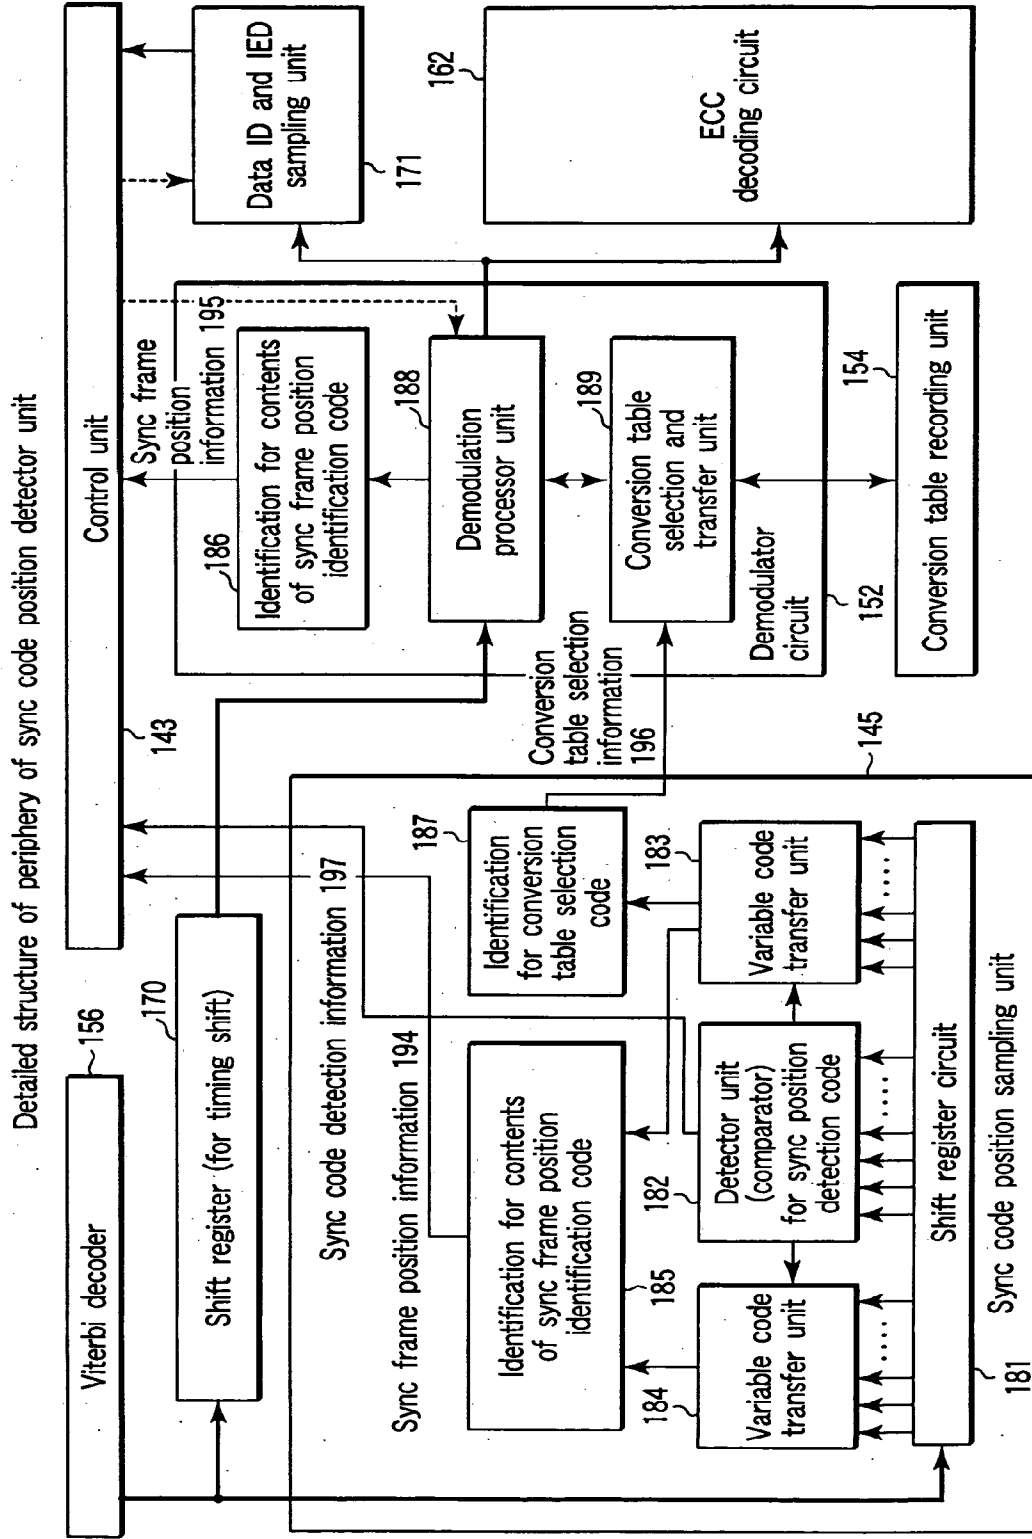 Detailed structure of periphery of sync code position detector unit
Viterbi decoder
156
Control unit
143
170
Shift register (for timing shift)
Sync code detection information 197
Sync frame position information 194
Sync frame
position
information 195
Data ID and IED
sampling unit
171
186
Identification for contents
of sync frame position
identification code
188
Demodulation
processor unit
189
Conversion table
selection and
transfer unit
Demodulator
circuit
152
162
ECC
decoding circuit
154
Conversion table recording unit
Conversion
table selection
information
196
145
187
Identification
for conversion
table selection
code
Identification for contents
of sync frame position
identification code
185
184
Variable code
transfer unit
182
Detector unit
(comparator)
for sync position
detection code
183
Variable code
transfer unit
181
Shift register circuit
Sync code position sampling unit